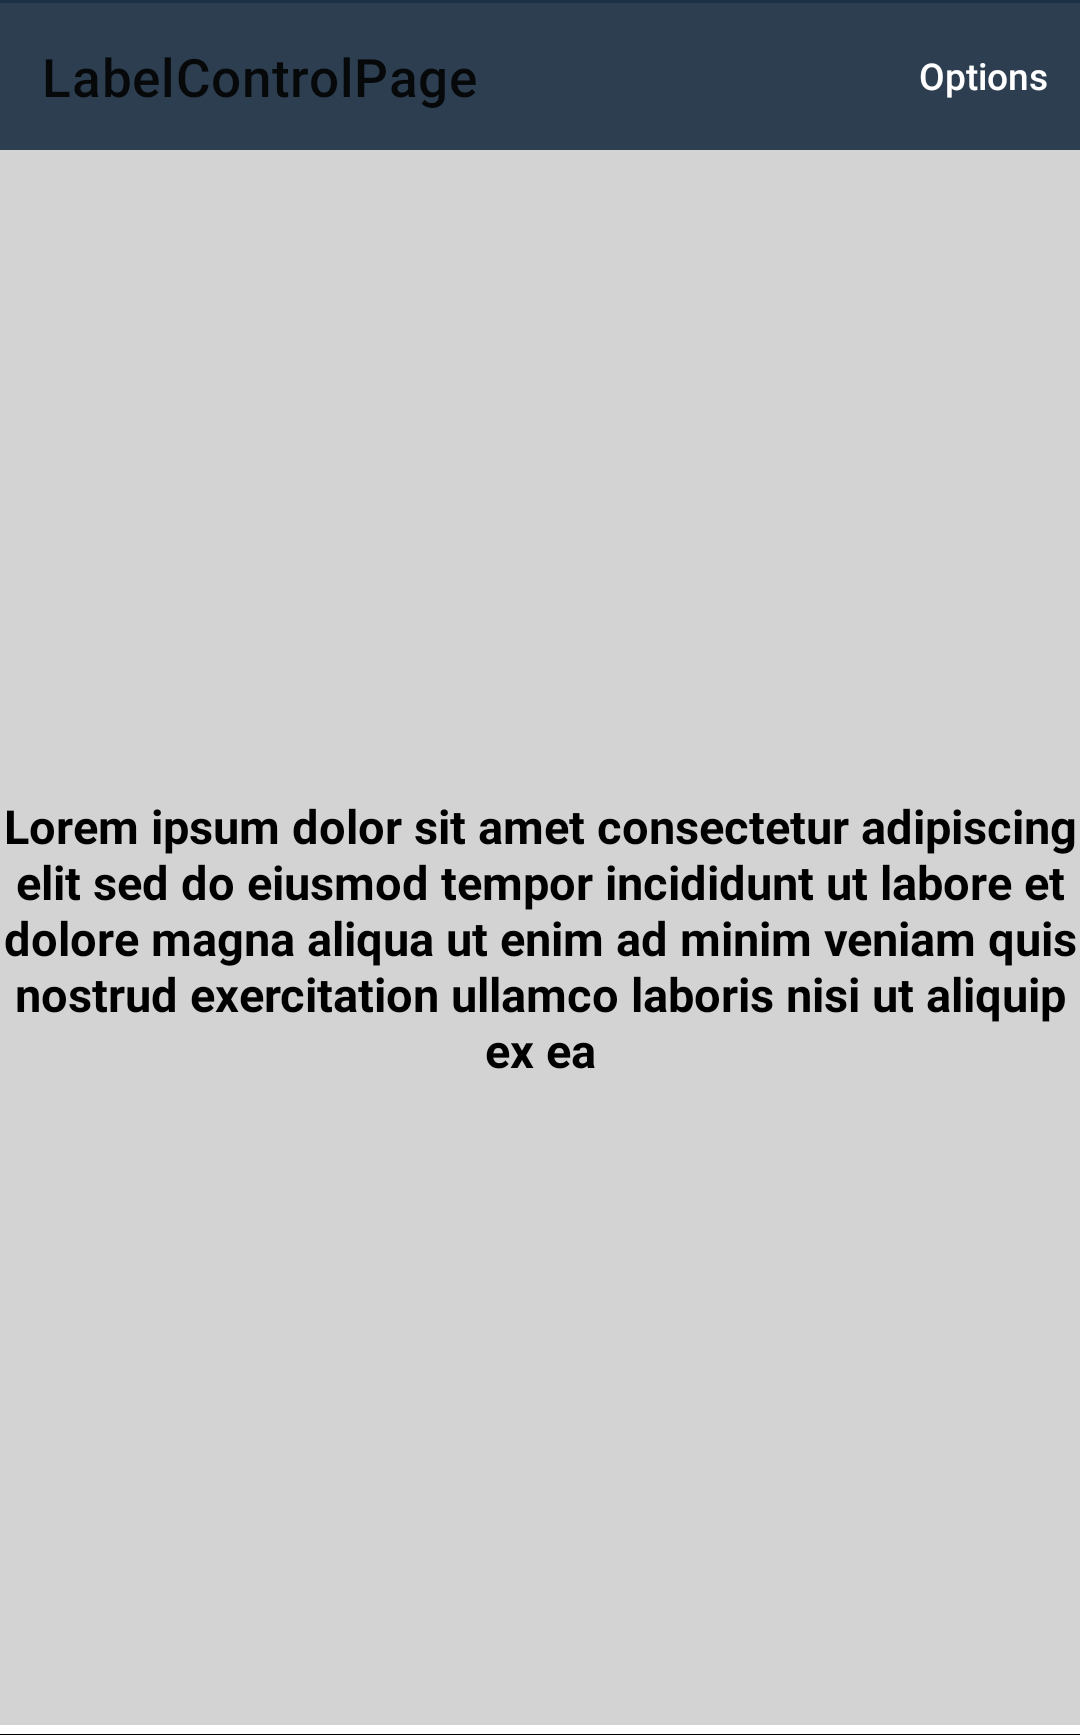 LabelControlPage
Options
Lorem ipsum dolor sit amet consectetur adipiscing
elit sed do eiusmod tempor incididunt ut labore et
dolore magna aliqua ut enim ad minim veniam quis
nostrud exercitation ullamco laboris nisi ut aliquip
ex ea